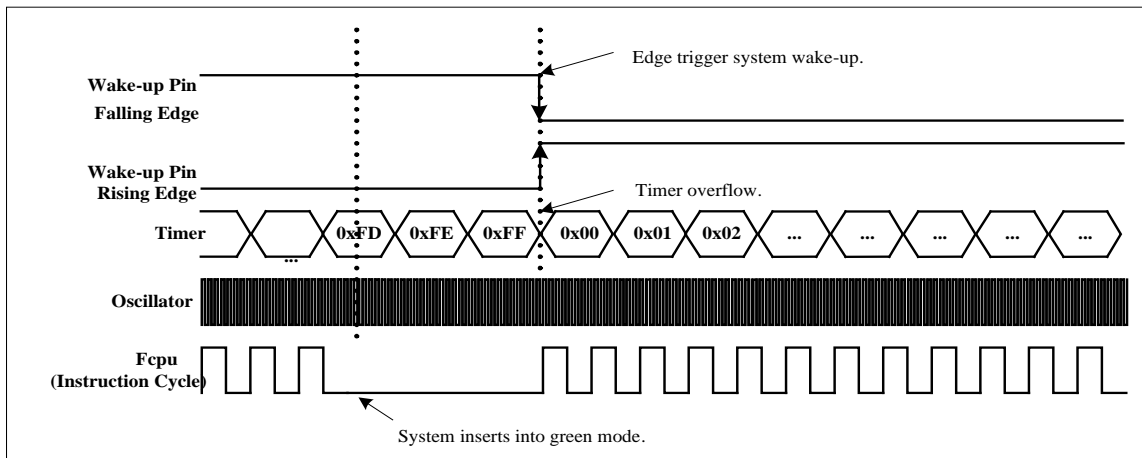 Edge trigger system wake-up.
Wake-up Pin
Falling Edge
Wake-up Pin
Rising Edge
Timer overflow.
Timer
...
0xFD
0xFE
0xFF
0x00
0x01
0x02
...
...
...
...
...
Oscillator
Fcpu
(Instruction Cycle)
System inserts into green mode.